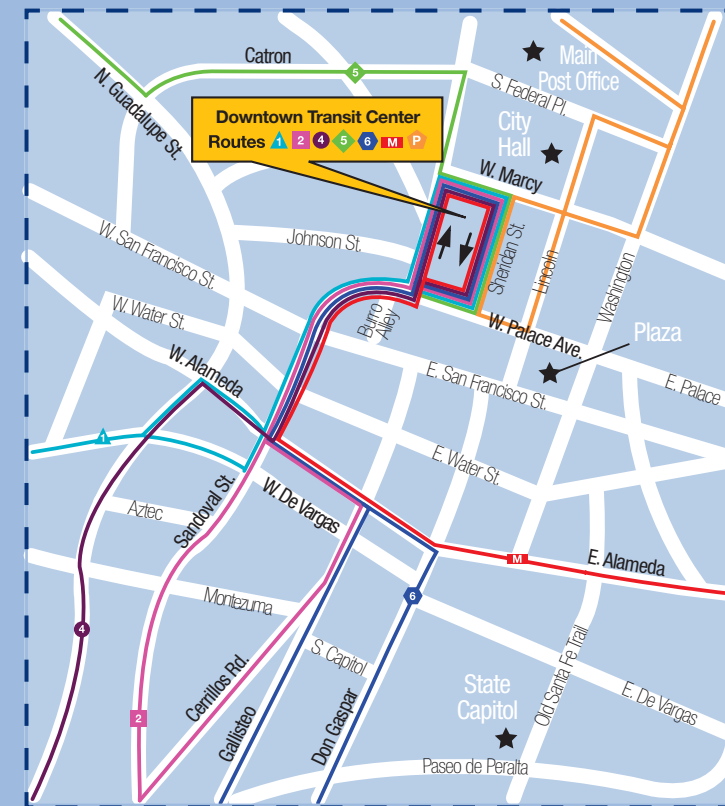 Catron
5
Main
Post Office
N. Guadalupe St.
S. Federal Pl.
Downtown Transit Center
Routes 1 2 4 5 6 M P
City
Hall
W. Marcy
W. San Francisco St.
Johnson St.
Sheridan St.
Lincoln
Washington
W. Water St.
Burro
Alley
W. Palace Ave.
Plaza
W. Alameda
E. San Francisco St.
E. Palace
1
E. Water St.
Sandoval St.
W. De Vargas
Aztec
M
E. Alameda
Montezuma
6
4
S. Capitol
Old Santa Fe Trail
Cerrillos Rd.
State
Capitol
E. De Vargas
2
Gallisteo
Don Gaspar
Paseo de Peralta